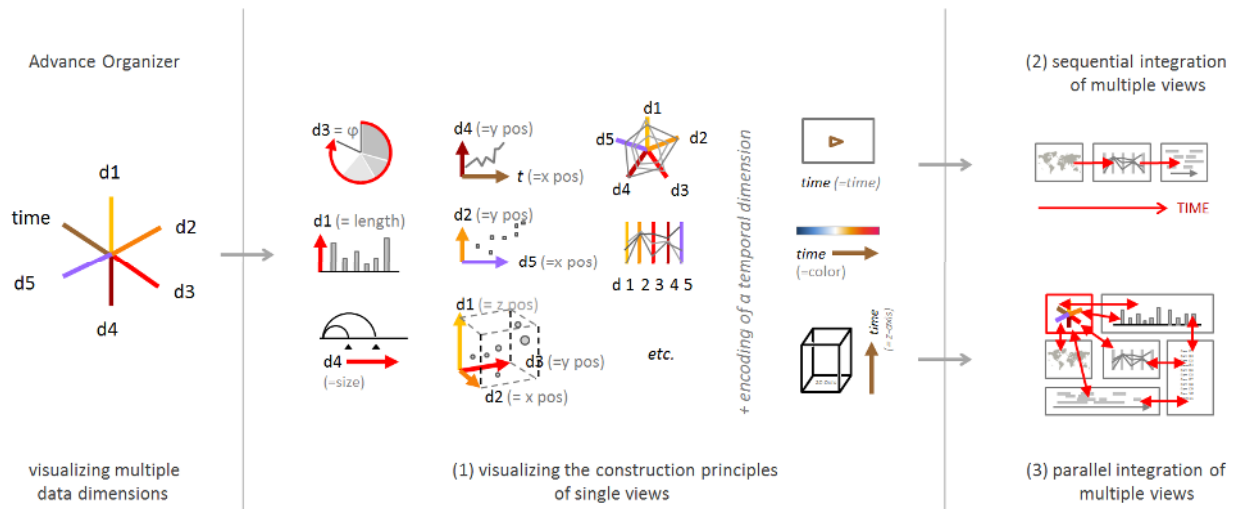 Advance Organizer
d1
time
d2
d5
d3
d4
visualizing multiple
data dimensions
d3 = φ
d4 (=y pos)
t (=x pos)
d1
d5
d2
d4
d3
d1 (= length)
d2 (=y pos)
d5 (=x pos)
d 1 2 3 4 5
d4
(=size)
d1 (= z pos)
d3 (=y pos)
d2 (= x pos)
etc.
+ encoding of a temporal dimension
time (=time)
time
(=color)
time
(= z-axis)
(1) visualizing the construction principles
of single views
(2) sequential integration
of multiple views
TIME
(3) parallel integration of
multiple views